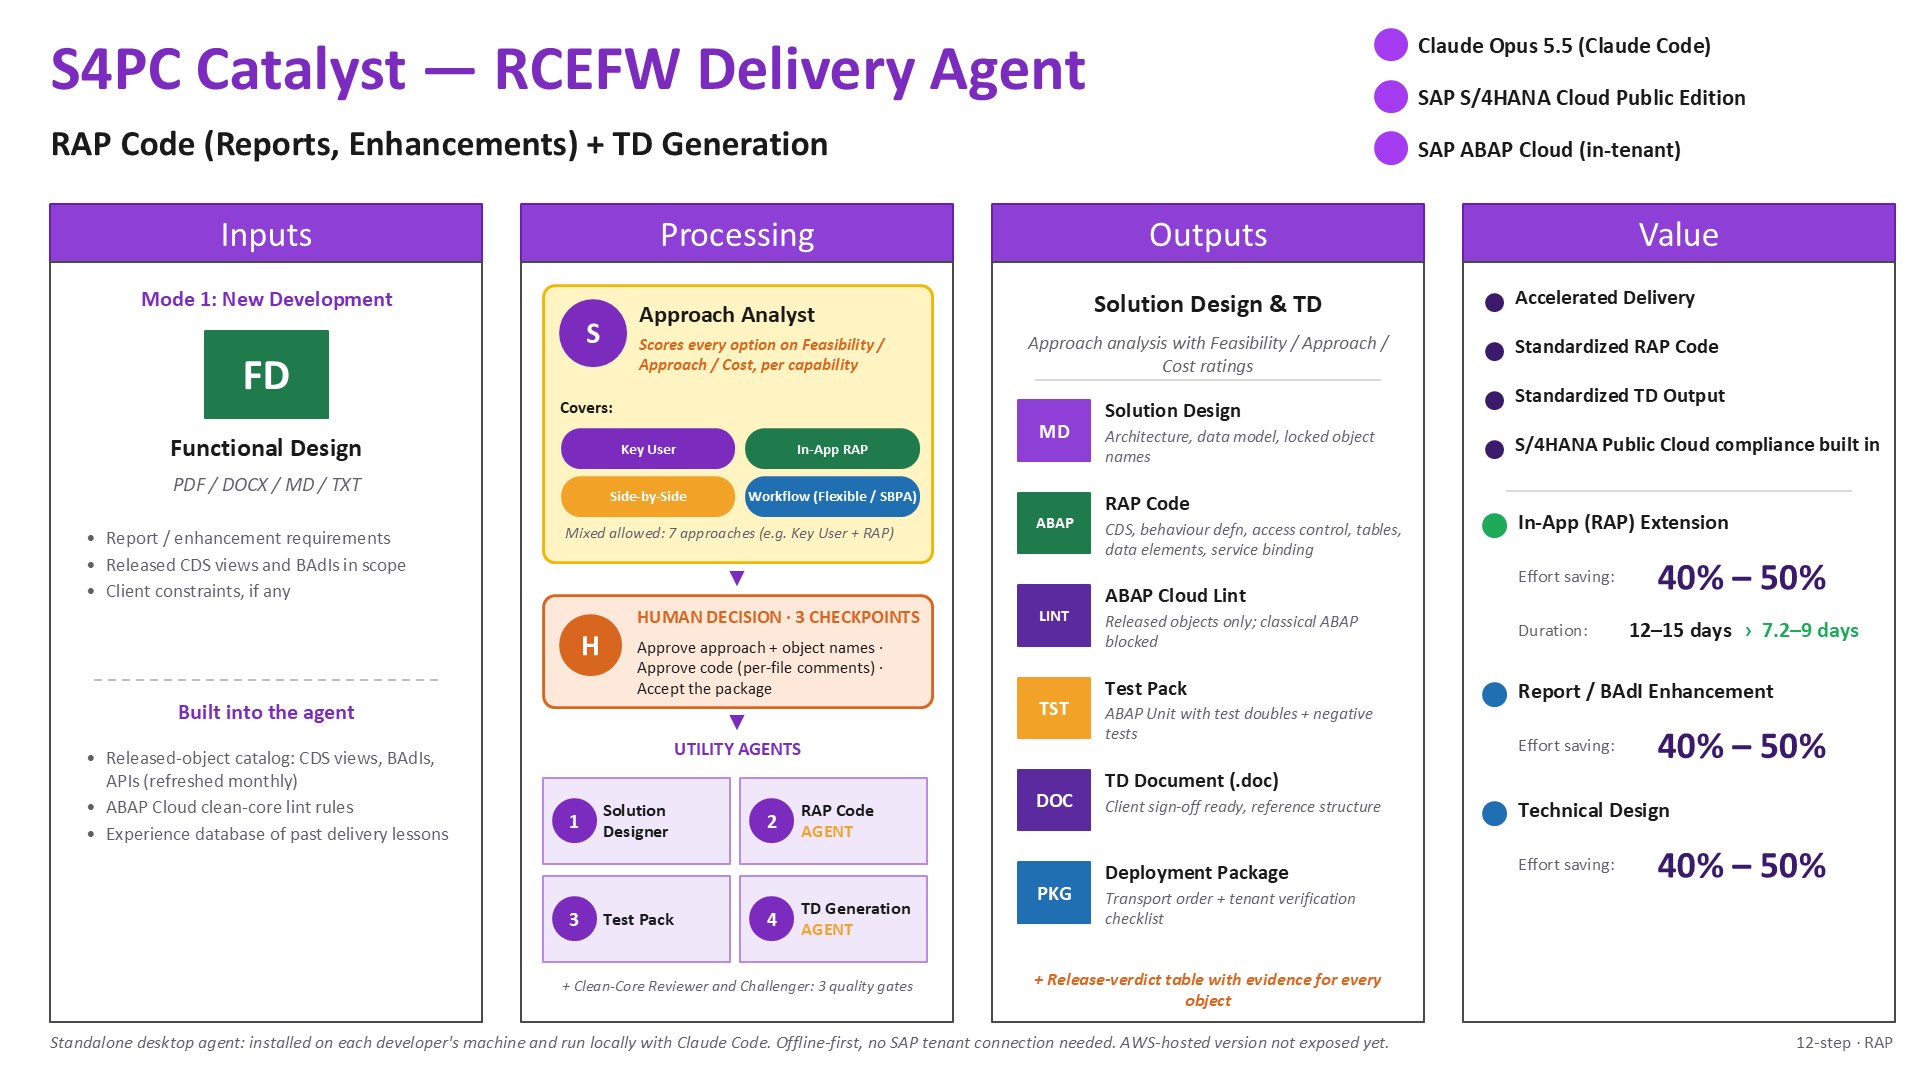 S4PC Catalyst — RCEFW Delivery Agent
RAP Code (Reports, Enhancements) + TD Generation
Claude Opus 5.5 (Claude Code)
SAP S/4HANA Cloud Public Edition
SAP ABAP Cloud (in-tenant)
Inputs
Mode 1: New Development
FD
Functional Design
PDF / DOCX / MD / TXT
• Report / enhancement requirements
• Released CDS views and BAdIs in scope
• Client constraints, if any
Built into the agent
• Released-object catalog: CDS views, BAdIs,
APIs (refreshed monthly)
• ABAP Cloud clean-core lint rules
• Experience database of past delivery lessons
Processing
S
Approach Analyst
Scores every option on Feasibility /
Approach / Cost, per capability
Covers:
Key User
In-App RAP
Side-by-Side
Workflow (Flexible / SBPA)
Mixed allowed: 7 approaches (e.g. Key User + RAP)
H
HUMAN DECISION · 3 CHECKPOINTS
Approve approach + object names ·
Approve code (per-file comments) ·
Accept the package
UTILITY AGENTS
1
Solution
Designer
2
RAP Code
AGENT
3
Test Pack
4
TD Generation
AGENT
+ Clean-Core Reviewer and Challenger: 3 quality gates
Outputs
Solution Design & TD
Approach analysis with Feasibility / Approach /
Cost ratings
MD
Solution Design
Architecture, data model, locked object
names
ABAP
RAP Code
CDS, behaviour defn, access control, tables,
data elements, service binding
LINT
ABAP Cloud Lint
Released objects only; classical ABAP
blocked
TST
Test Pack
ABAP Unit with test doubles + negative
tests
DOC
TD Document (.doc)
Client sign-off ready, reference structure
PKG
Deployment Package
Transport order + tenant verification
checklist
+ Release-verdict table with evidence for every
object
Value
Accelerated Delivery
Standardized RAP Code
Standardized TD Output
S/4HANA Public Cloud compliance built in
In-App (RAP) Extension
Effort saving: 40% – 50%
Duration: 12–15 days › 7.2–9 days
Report / BAdI Enhancement
Effort saving: 40% – 50%
Technical Design
Effort saving: 40% – 50%
Standalone desktop agent: installed on each developer's machine and run locally with Claude Code. Offline-first, no SAP tenant connection needed. AWS-hosted version not exposed yet.
12-step · RAP